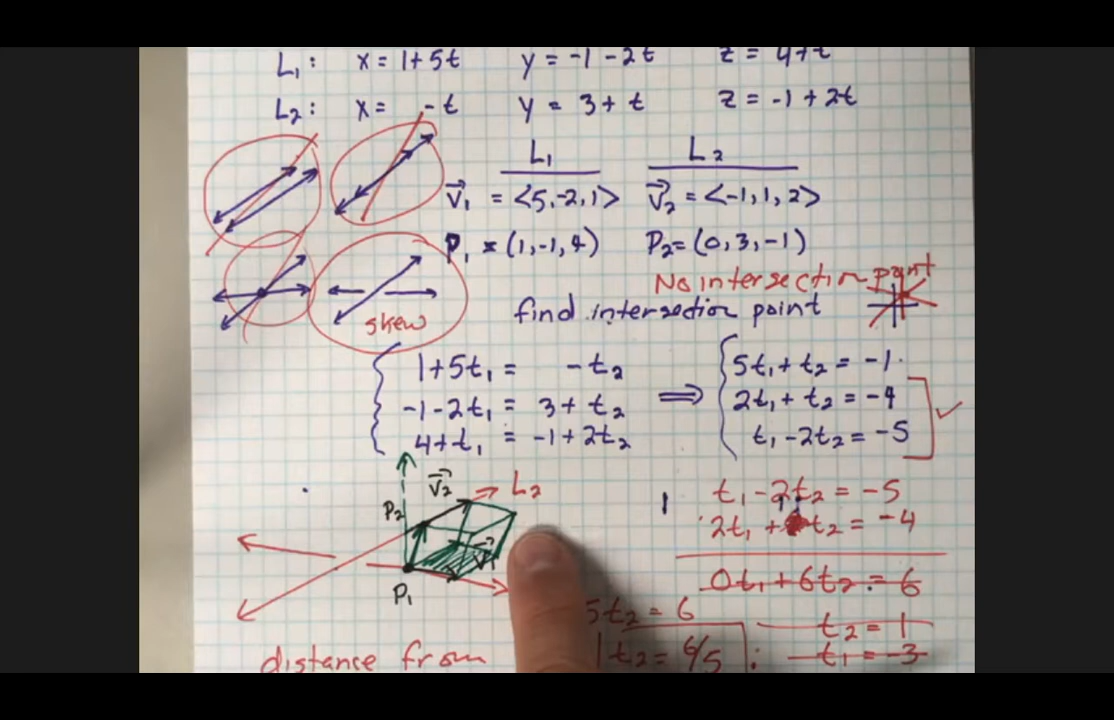 L₁: x = 1+5t y = -1-2t z = 4+t
L₂: x = -t y = 3+t z = -1+2t
L₁ L₂
v⃗₁ = <5,-2,1> v⃗₂ = <-1,1,2>
P₁ = (1,-1,4) P₂ = (0,3,-1)
No intersection point
find intersection point
skew
1+5t₁ = -t₂ ⟹ 5t₁+t₂ = -1
-1-2t₁ = 3+t₂ 2t₁+t₂ = -4
4+t₁ = -1+2t₂ t₁-2t₂ = -5
v⃗₂ L₂
P₂
v⃗₁
P₁
t₁-2t₂ = -5
2t₁+t₂ = -4
0t₁+6t₂ = 6
5t₂ = 6
t₂ = 1
t₂ = 6/5
t₁ = -3
distance from